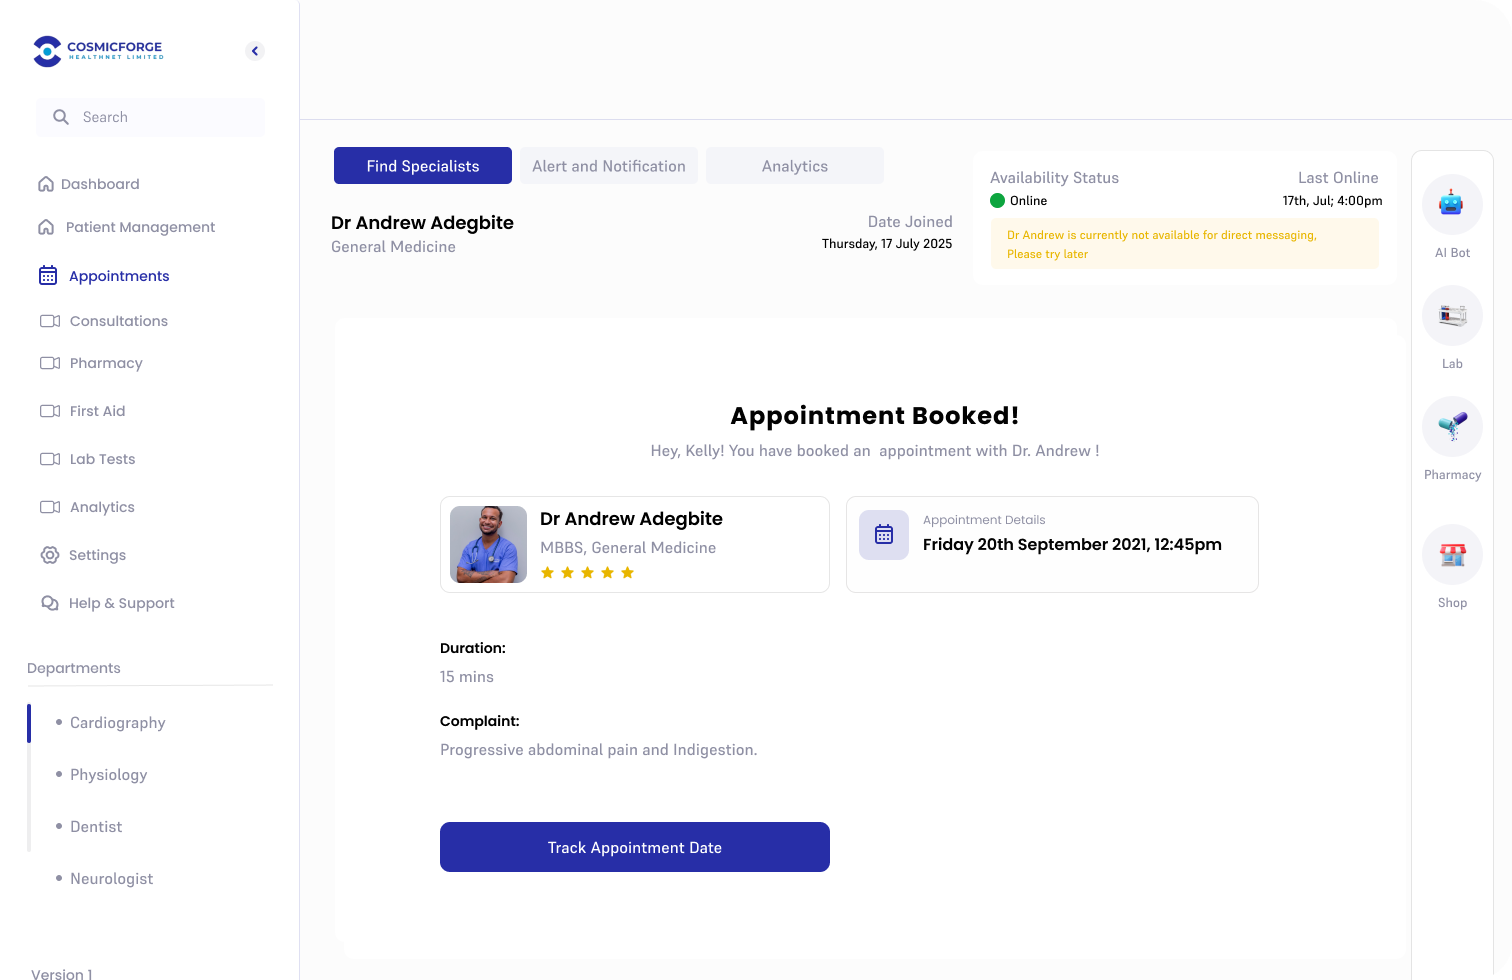 COSMICFORGE
HEALTHNET LIMITED
Search
Dashboard
Patient Management
Appointments
Consultations
Pharmacy
First Aid
Lab Tests
Analytics
Settings
Help & Support
Departments
Cardiography
Physiology
Dentist
Neurologist
Version 1
Find Specialists
Alert and Notification
Analytics
Dr Andrew Adegbite
General Medicine
Date Joined
Thursday, 17 July 2025
Availability Status
Last Online
Online
17th, Jul; 4:00pm
Dr Andrew is currently not available for direct messaging,
Please try later
Appointment Booked!
Hey, Kelly! You have booked an  appointment with Dr. Andrew !
Dr Andrew Adegbite
MBBS, General Medicine
Appointment Details
Friday 20th September 2021, 12:45pm
Duration:
15 mins
Complaint:
Progressive abdominal pain and Indigestion.
Track Appointment Date
AI Bot
Lab
Pharmacy
Shop